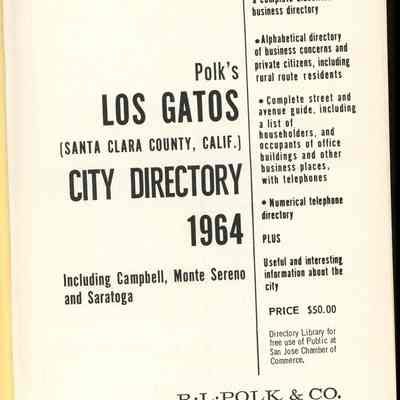 business directory
Polk's
LOS GATOS
(SANTA CLARA COUNTY, CALIF.)
CITY DIRECTORY
1964
Including Campbell, Monte Sereno
and Saratoga
•Alphabetical directory
of business concerns and
private citizens, including
rural route residents
• Complete street and
avenue guide, including
a list of
householders, and
occupants of office
buildings and other
business places,
with telephones
• Numerical telephone
directory
PLUS
Useful and interesting
information about the
city
PRICE $50.00
Directory Library for
free use of Public at
San Jose Chamber of
Commerce.
R·L·POLK & CO.